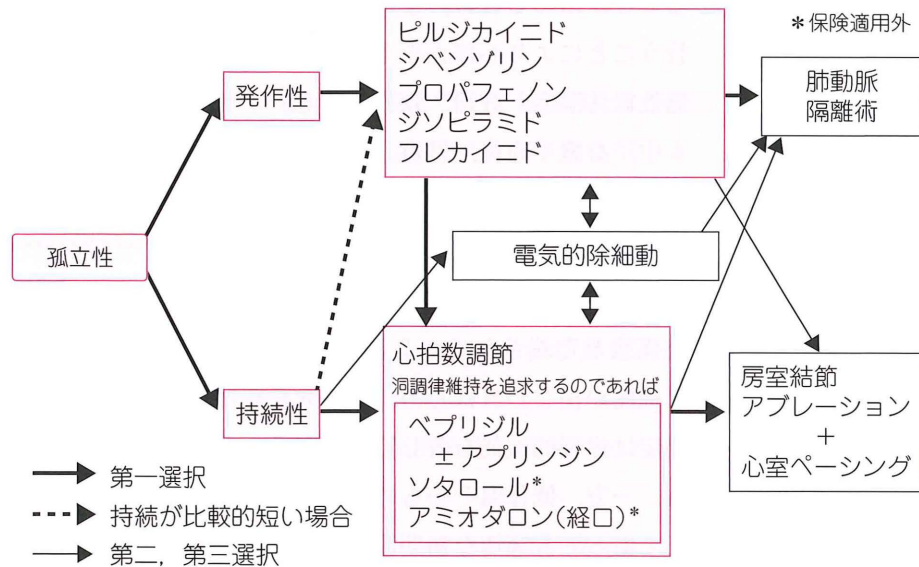 *保険適用外
ピルジカイニド
シベンゾリン
プロパフェノン
ジソピラミド
フレカイニド
肺動脈
隔離術
発作性
孤立性
電気的除細動
持続性
心拍数調節
洞調律維持を追求するのであれば
ベプリジル
±アプリンジン
ソタロール*
アミオダロン(経口)*
房室結節
アブレーション
+
心室ペーシング
第一選択
持続が比較的短い場合
第二,第三選択